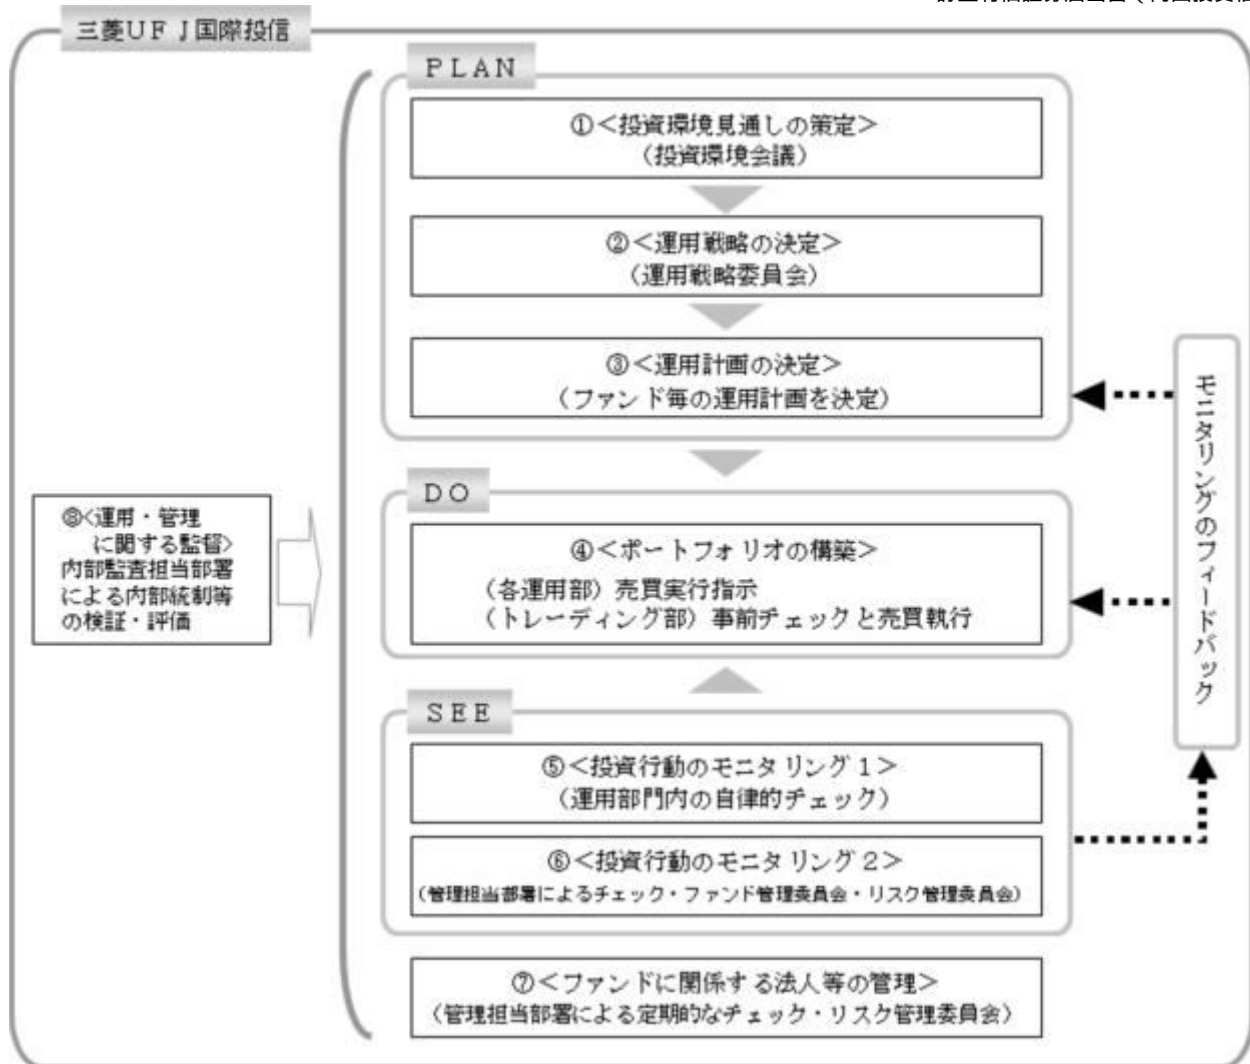 三菱UFJ国際投信
PLAN
①＜投資環境見通しの策定＞
（投資環境会議）
②＜運用戦略の決定＞
（運用戦略委員会）
③＜運用計画の決定＞
（ファンド毎の運用計画を決定）
DO
④＜ポートフォリオの構築＞
（各運用部）売買実行指示
（トレーディング部）事前チェックと売買執行
SEE
⑤＜投資行動のモニタリング１＞
（運用部門内の自律的チェック）
⑥＜投資行動のモニタリング２＞
（管理担当部署によるチェック・ファンド管理委員会・リスク管理委員会）
⑦＜ファンドに関係する法人等の管理＞
（管理担当部署による定期的なチェック・リスク管理委員会）
⑧<運用・管理
に関する監督>
内部監査担当部署
による内部統制等
の検証・評価
モニタリングのフィードバック